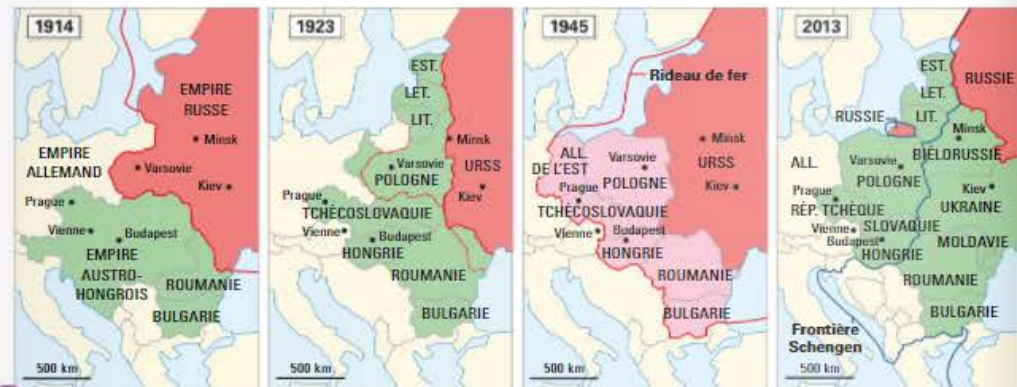 1914
EMPIRE
RUSSE
Minsk
EMPIRE
ALLEMAND
Varsovie
Kiev
Prague
Vienne
Budapest
EMPIRE
AUSTRO-
HONGROIS
ROUMANIE
BULGARIE
500 km
1923
EST.
LET.
LIT.
Minsk
Varsovie
POLOGNE
URSS
Kiev
Prague
TCHÉCOSLOVAQUIE
Vienne
Budapest
HONGRIE
ROUMANIE
BULGARIE
500 km
1945
Rideau de fer
Minsk
ALL.
DE L'EST
Varsovie
POLOGNE
URSS
Kiev
Prague
TCHÉCOSLOVAQUIE
Vienne
Budapest
HONGRIE
ROUMANIE
BULGARIE
500 km
2013
EST.
LET.
RUSSIE
RUSSIE
LIT.
Minsk
BIÉLORUSSIE
ALL.
Varsovie
POLOGNE
Prague
Kiev
RÉP. TCHÈQUE
UKRAINE
Vienne
SLOVAQUIE
Budapest
HONGRIE
MOLDAVIE
ROUMANIE
BULGARIE
Frontière
Schengen
500 km